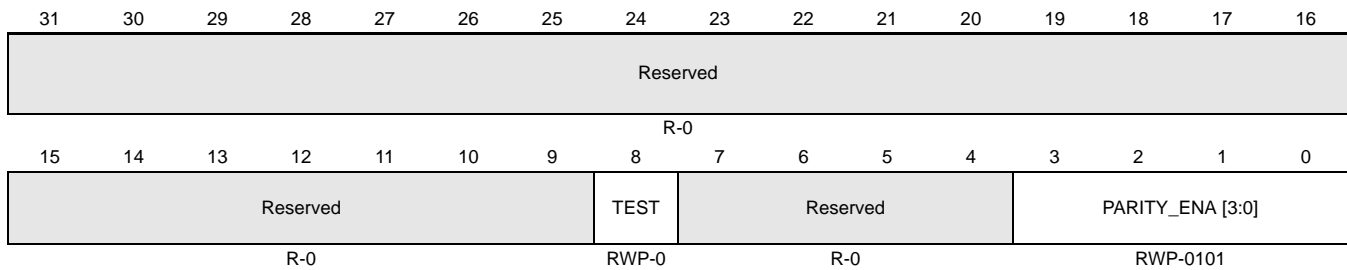 31 30 29 28 27 26 25 24 23 22 21 20 19 18 17 16
Reserved
R-0
15 14 13 12 11 10 9 8 7 6 5 4 3 2 1 0
Reserved TEST Reserved PARITY_ENA [3:0]
R-0 RWP-0 R-0 RWP-0101